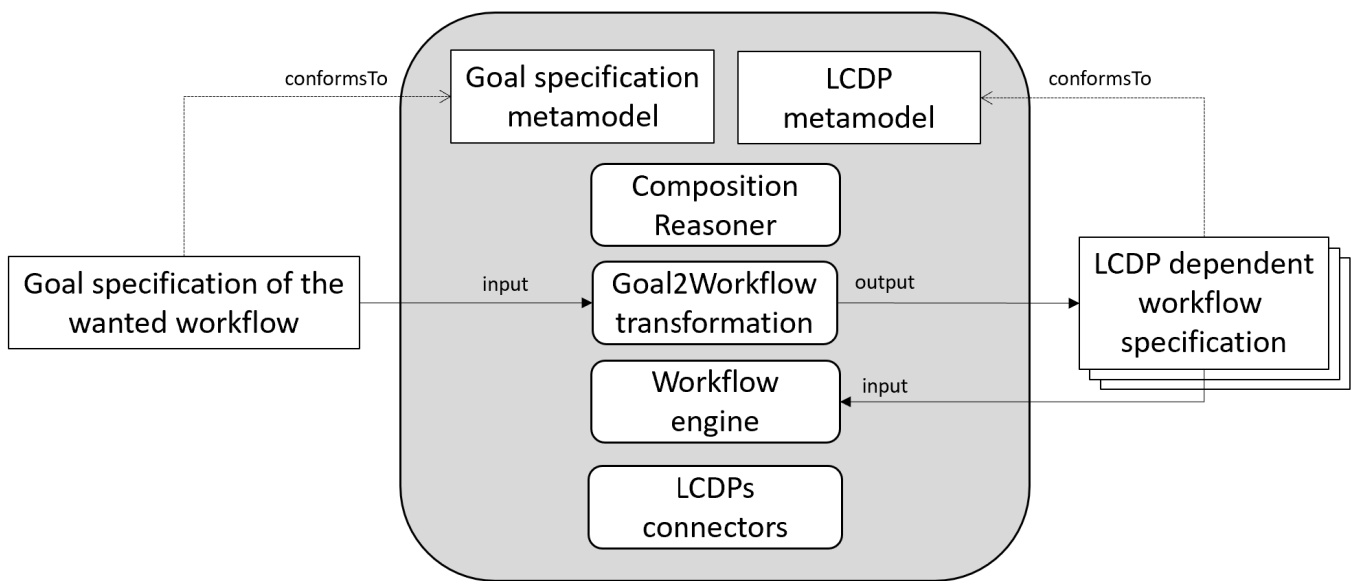 conformsTo
Goal specification
metamodel
LCDP
metamodel
conformsTo
Composition
Reasoner
Goal specification of the
wanted workflow
input
Goal2Workflow
transformation
output
LCDP dependent
workflow
specification
Workflow
engine
input
LCDPs
connectors